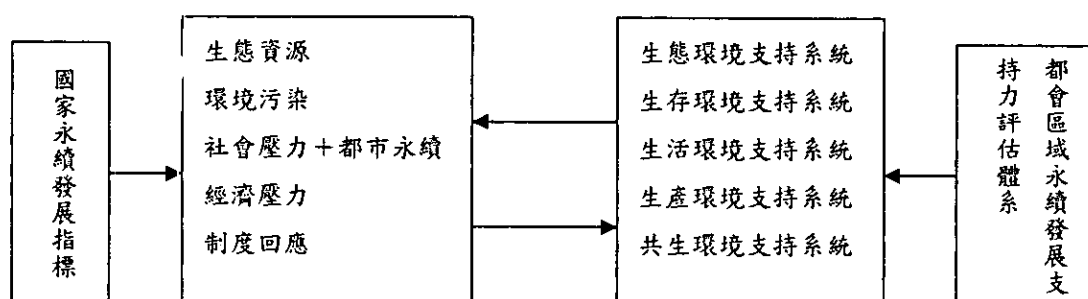 國家永續發展指標
生態資源
環境污染
社會壓力+都市永續
經濟壓力
制度回應
生態環境支持系統
生存環境支持系統
生活環境支持系統
生產環境支持系統
共生環境支持系統
都會區域永續發展支
持力評估體系